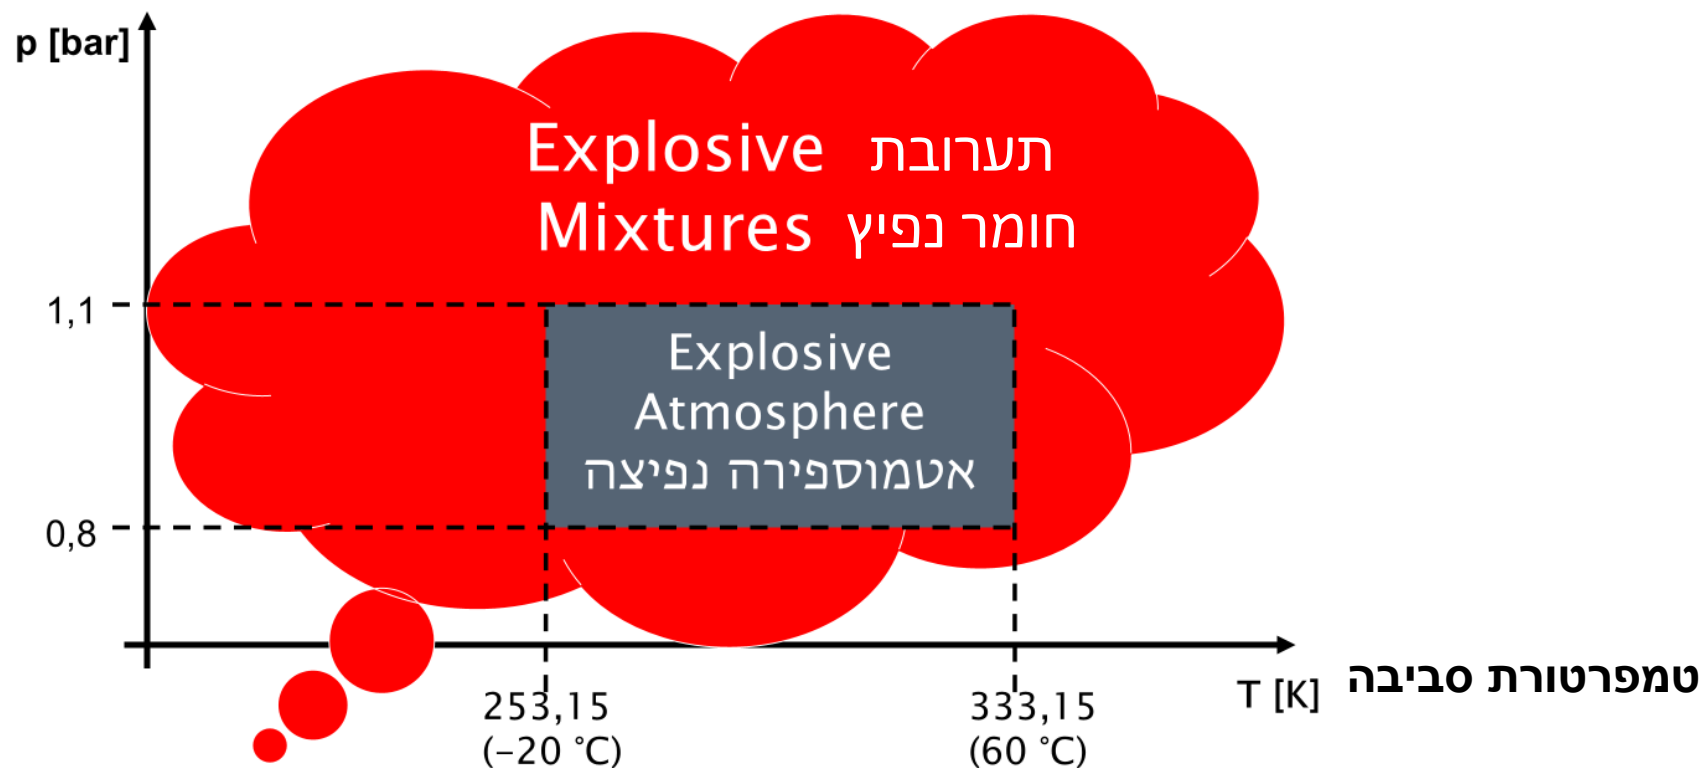 p [bar]
Explosive תערובת
Mixtures חומר נפיץ
1,1
Explosive
Atmosphere
אטמוספירה נפיצה
0,8
253,15
(−20 °C)
333,15
(60 °C)
T [K] טמפרטורת סביבה